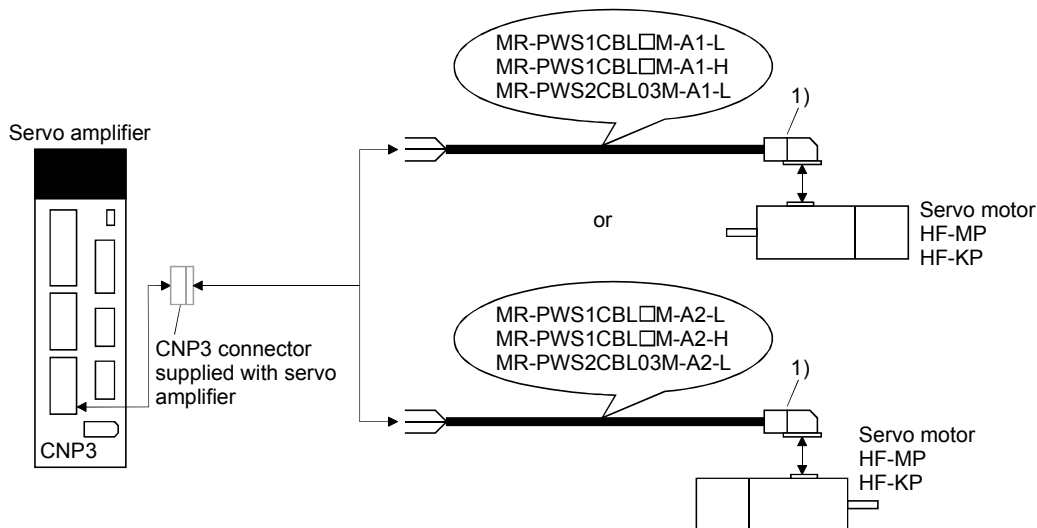 Servo amplifier
CNP3
CNP3 connector
supplied with servo
amplifier
MR-PWS1CBL□M-A1-L
MR-PWS1CBL□M-A1-H
MR-PWS2CBL03M-A1-L
1)
Servo motor
HF-MP
HF-KP
or
MR-PWS1CBL□M-A2-L
MR-PWS1CBL□M-A2-H
MR-PWS2CBL03M-A2-L
1)
Servo motor
HF-MP
HF-KP